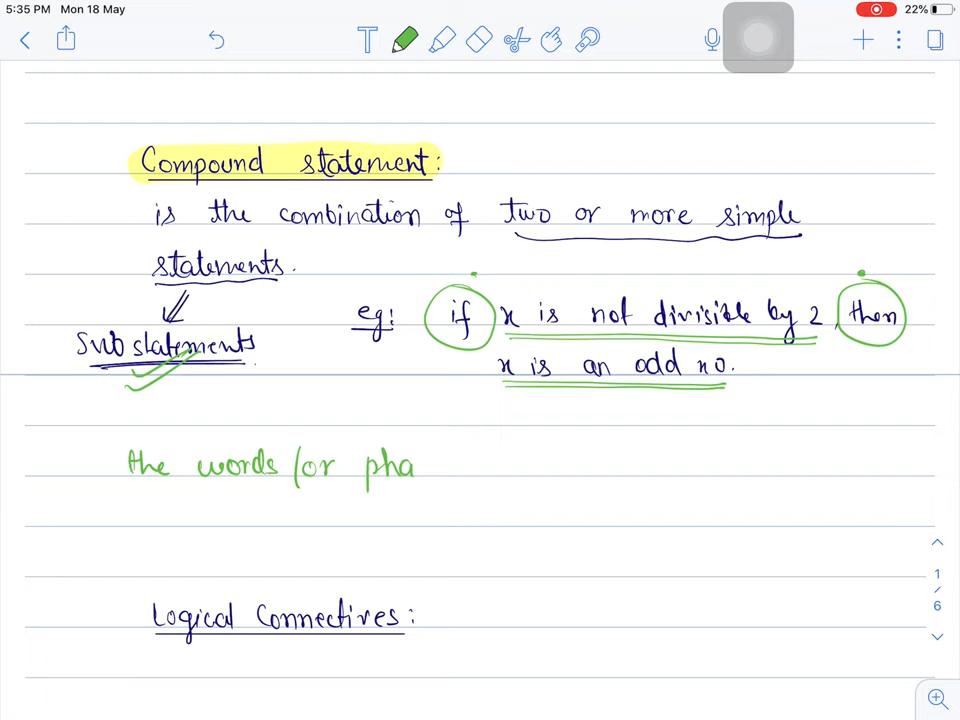 5:35 PM Mon 18 May
22%
Compound statement:
is the combination of two or more simple
statements.
eg: if x is not divisible by 2, then
Sub statements
x is an odd no.
the words (or pha
Logical Connectives:
1
/
6